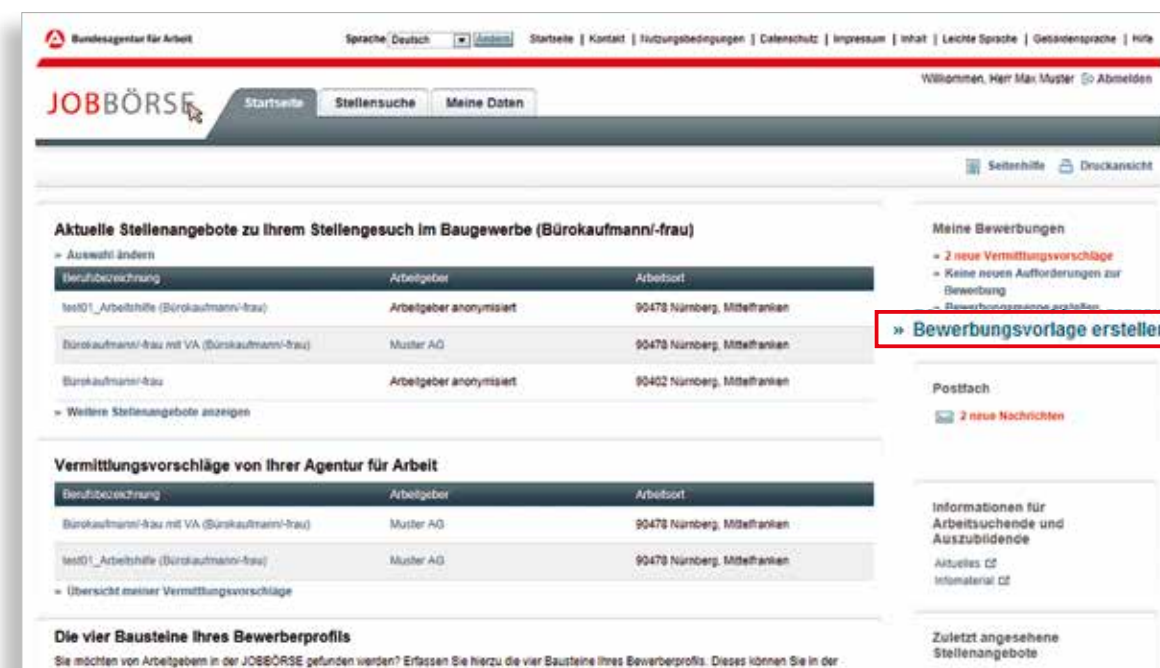 Bundesagentur für Arbeit
Sprache Deutsch Ändern Startseite | Kontakt | Nutzungsbedingungen | Datenschutz | Impressum | Inhalt | Leichte Sprache | Gebärdensprache | Hilfe
Willkommen, Herr Max Muster Abmelden
JOBBÖRSE Startseite Stellensuche Meine Daten
Seitenhilfe Druckansicht
Aktuelle Stellenangebote zu Ihrem Stellengesuch im Baugewerbe (Bürokaufmann/-frau)
» Auswahl ändern
Berufsbezeichnung Arbeitgeber Arbeitsort
test01_Arbeitshilfe (Bürokaufmann/-frau) Arbeitgeber anonymisiert 90478 Nürnberg, Mittelfranken
Bürokaufmann/-frau mit VA (Bürokaufmann/-frau) Muster AG 90478 Nürnberg, Mittelfranken
Bürokaufmann/-frau Arbeitgeber anonymisiert 90402 Nürnberg, Mittelfranken
» Weitere Stellenangebote anzeigen
Vermittlungsvorschläge von Ihrer Agentur für Arbeit
Berufsbezeichnung Arbeitgeber Arbeitsort
Bürokaufmann/-frau mit VA (Bürokaufmann/-frau) Muster AG 90478 Nürnberg, Mittelfranken
test01_Arbeitshilfe (Bürokaufmann/-frau) Muster AG 90478 Nürnberg, Mittelfranken
» Übersicht meiner Vermittlungsvorschläge
Die vier Bausteine Ihres Bewerberprofils
Sie möchten von Arbeitgebern in der JOBBÖRSE gefunden werden? Erfassen Sie hierzu die vier Bausteine Ihres Bewerberprofils. Dieses können Sie in der
Meine Bewerbungen
» 2 neue Vermittlungsvorschläge
» Keine neuen Aufforderungen zur
Bewerbung
» Bewerbungsmappe erstellen
» Bewerbungsvorlage erstellen
Postfach
2 neue Nachrichten
Informationen für
Arbeitsuchende und
Auszubildende
Aktuelles
Infomaterial
Zuletzt angesehene
Stellenangebote